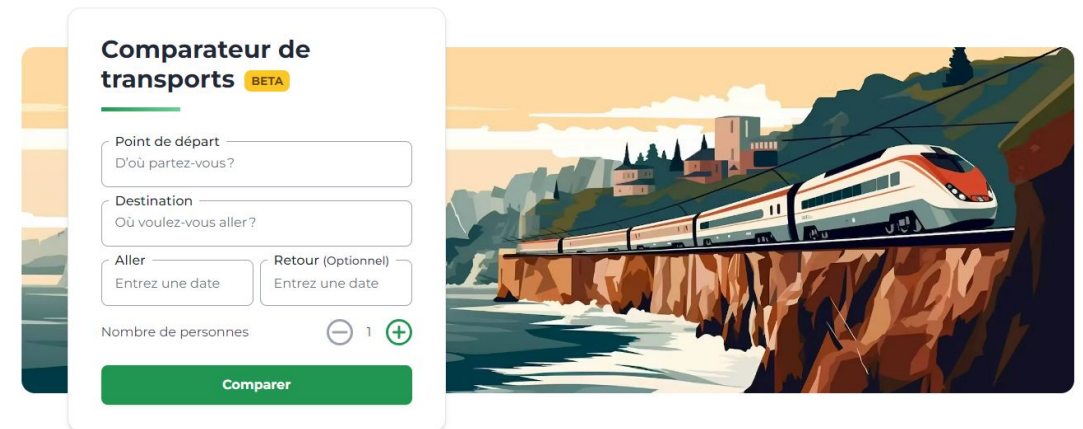 Comparateur de
transports BETA
Point de départ
D'où partez-vous?
Destination
Où voulez-vous aller?
Aller
Entrez une date
Retour (Optionnel)
Entrez une date
Nombre de personnes
1
Comparer